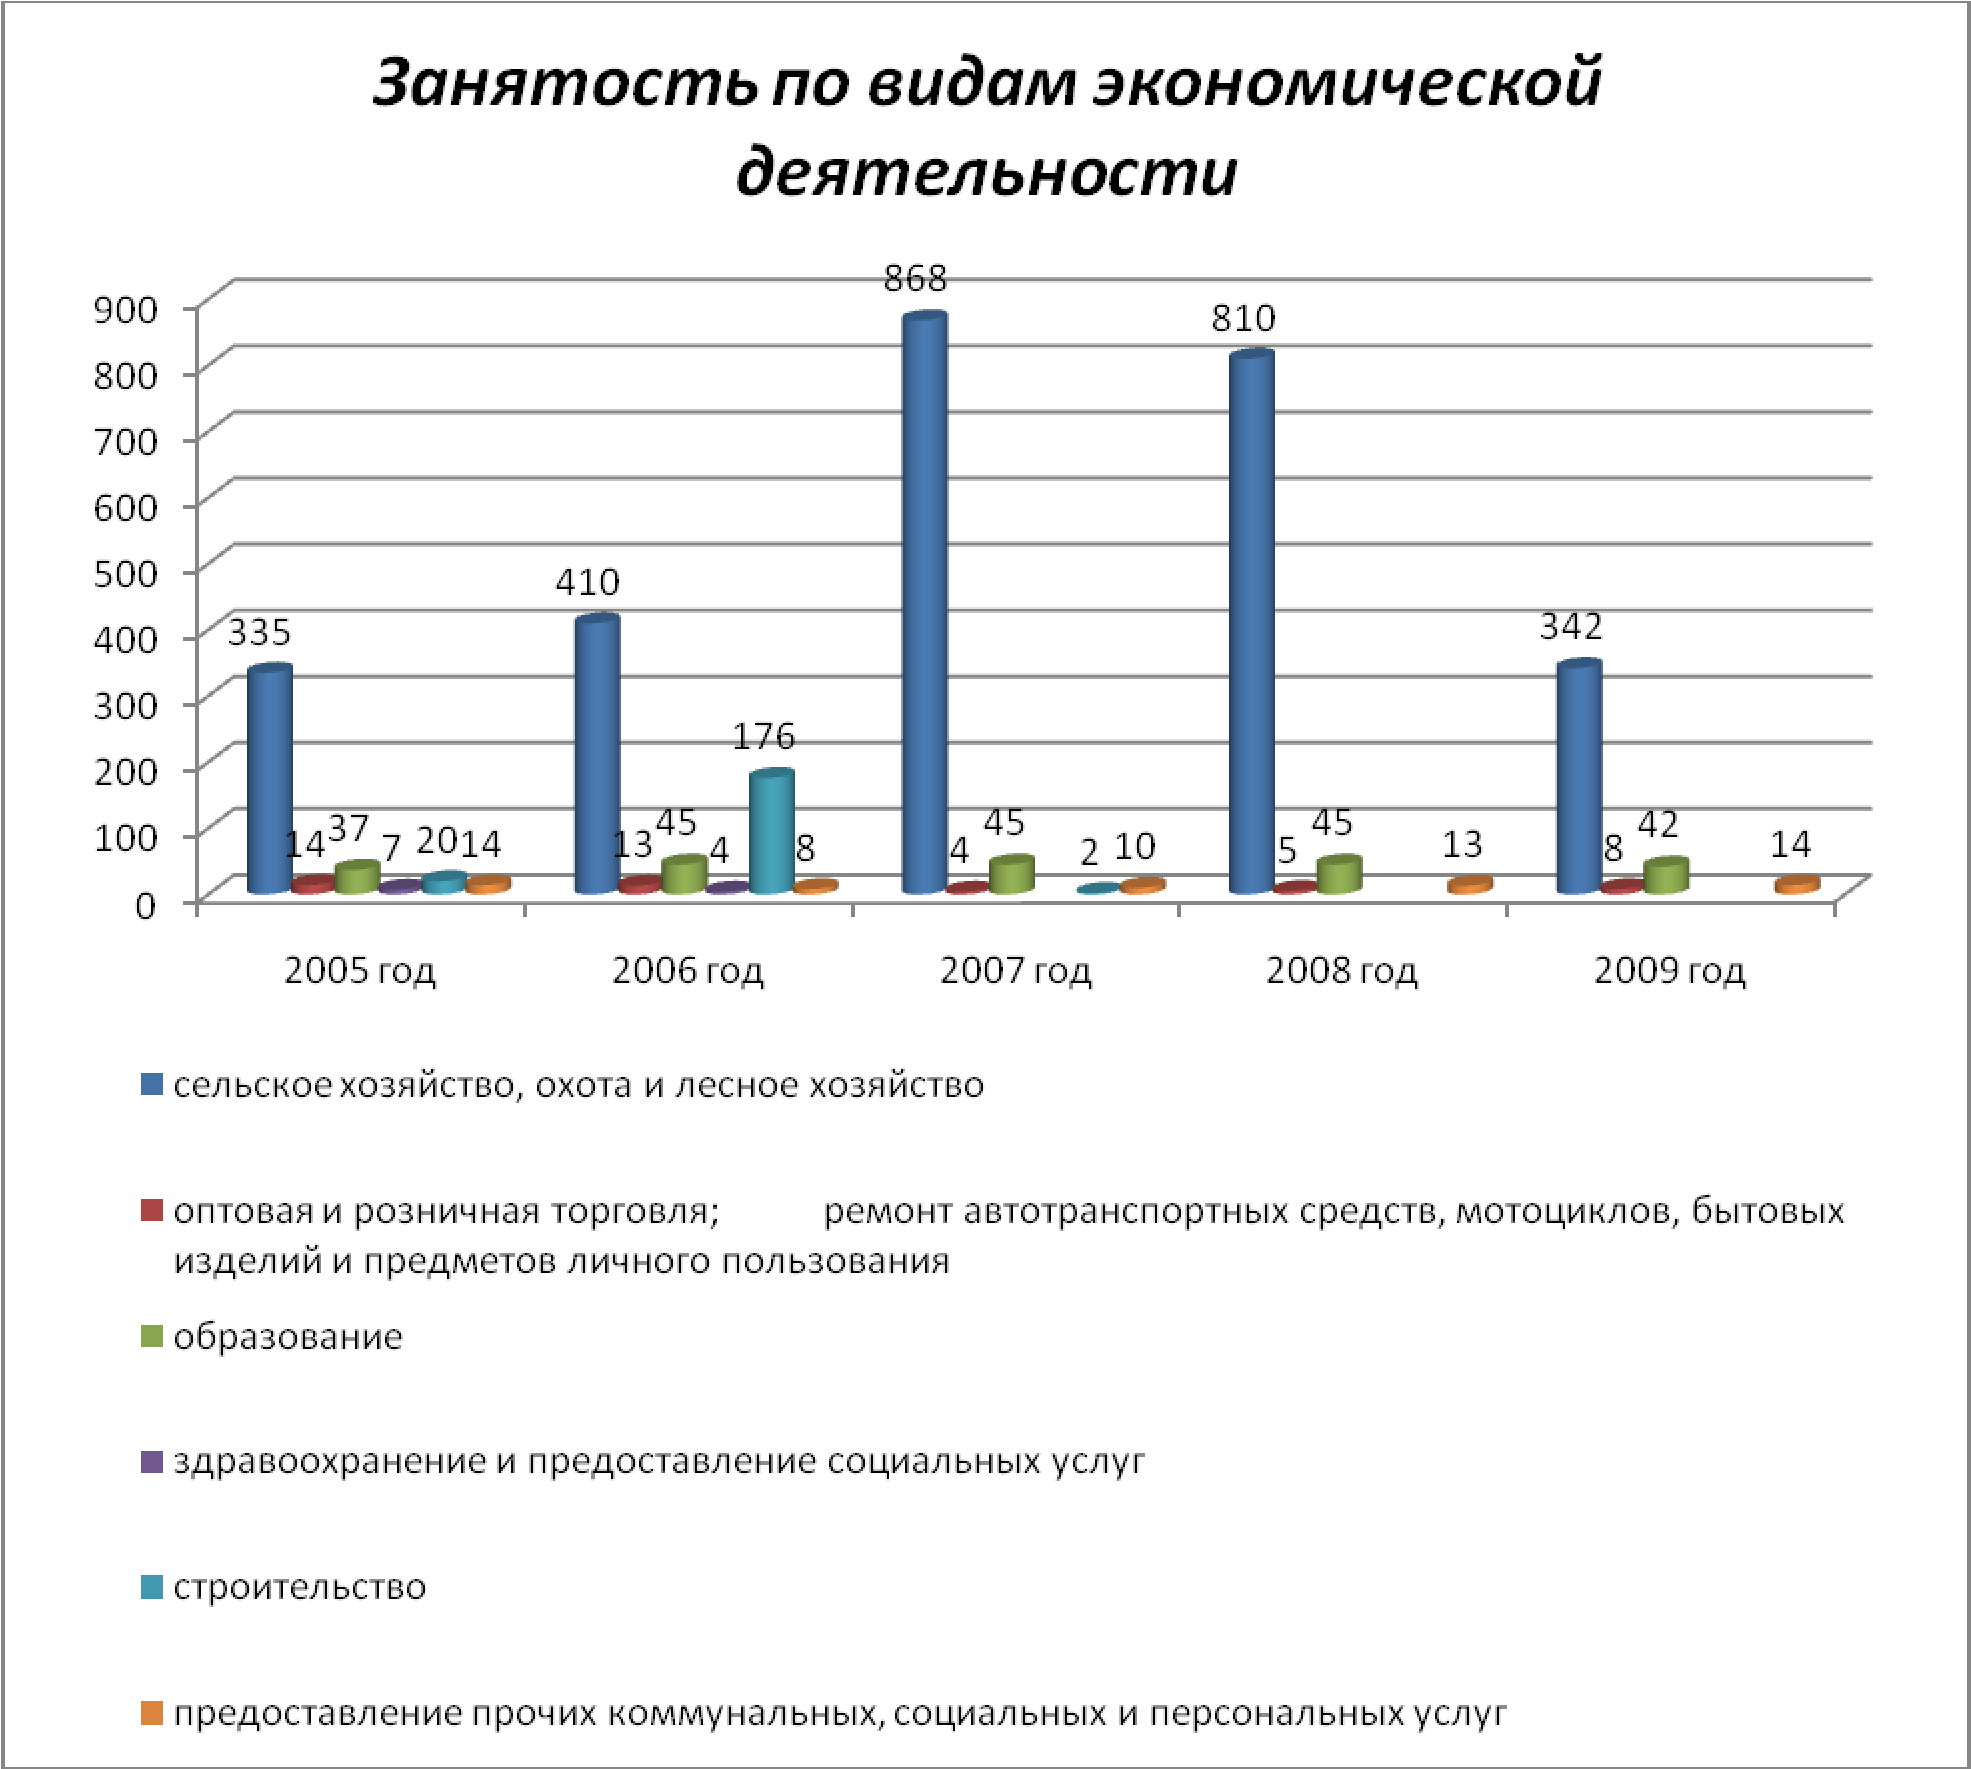 Занятость по видам экономической
деятельности
868
900
810
800
700
600
410
500
335
342
400
300
176
200
14 37 7 20 14 13 45 4 8 4 45 2 10 5 45 13 8 42 14
100
0
2005 год 2006 год 2007 год 2008 год 2009 год
сельское хозяйство, охота и лесное хозяйство
оптовая и розничная торговля; ремонт автотранспортных средств, мотоциклов, бытовых
изделий и предметов личного пользования
образование
здравоохранение и предоставление социальных услуг
строительство
предоставление прочих коммунальных, социальных и персональных услуг